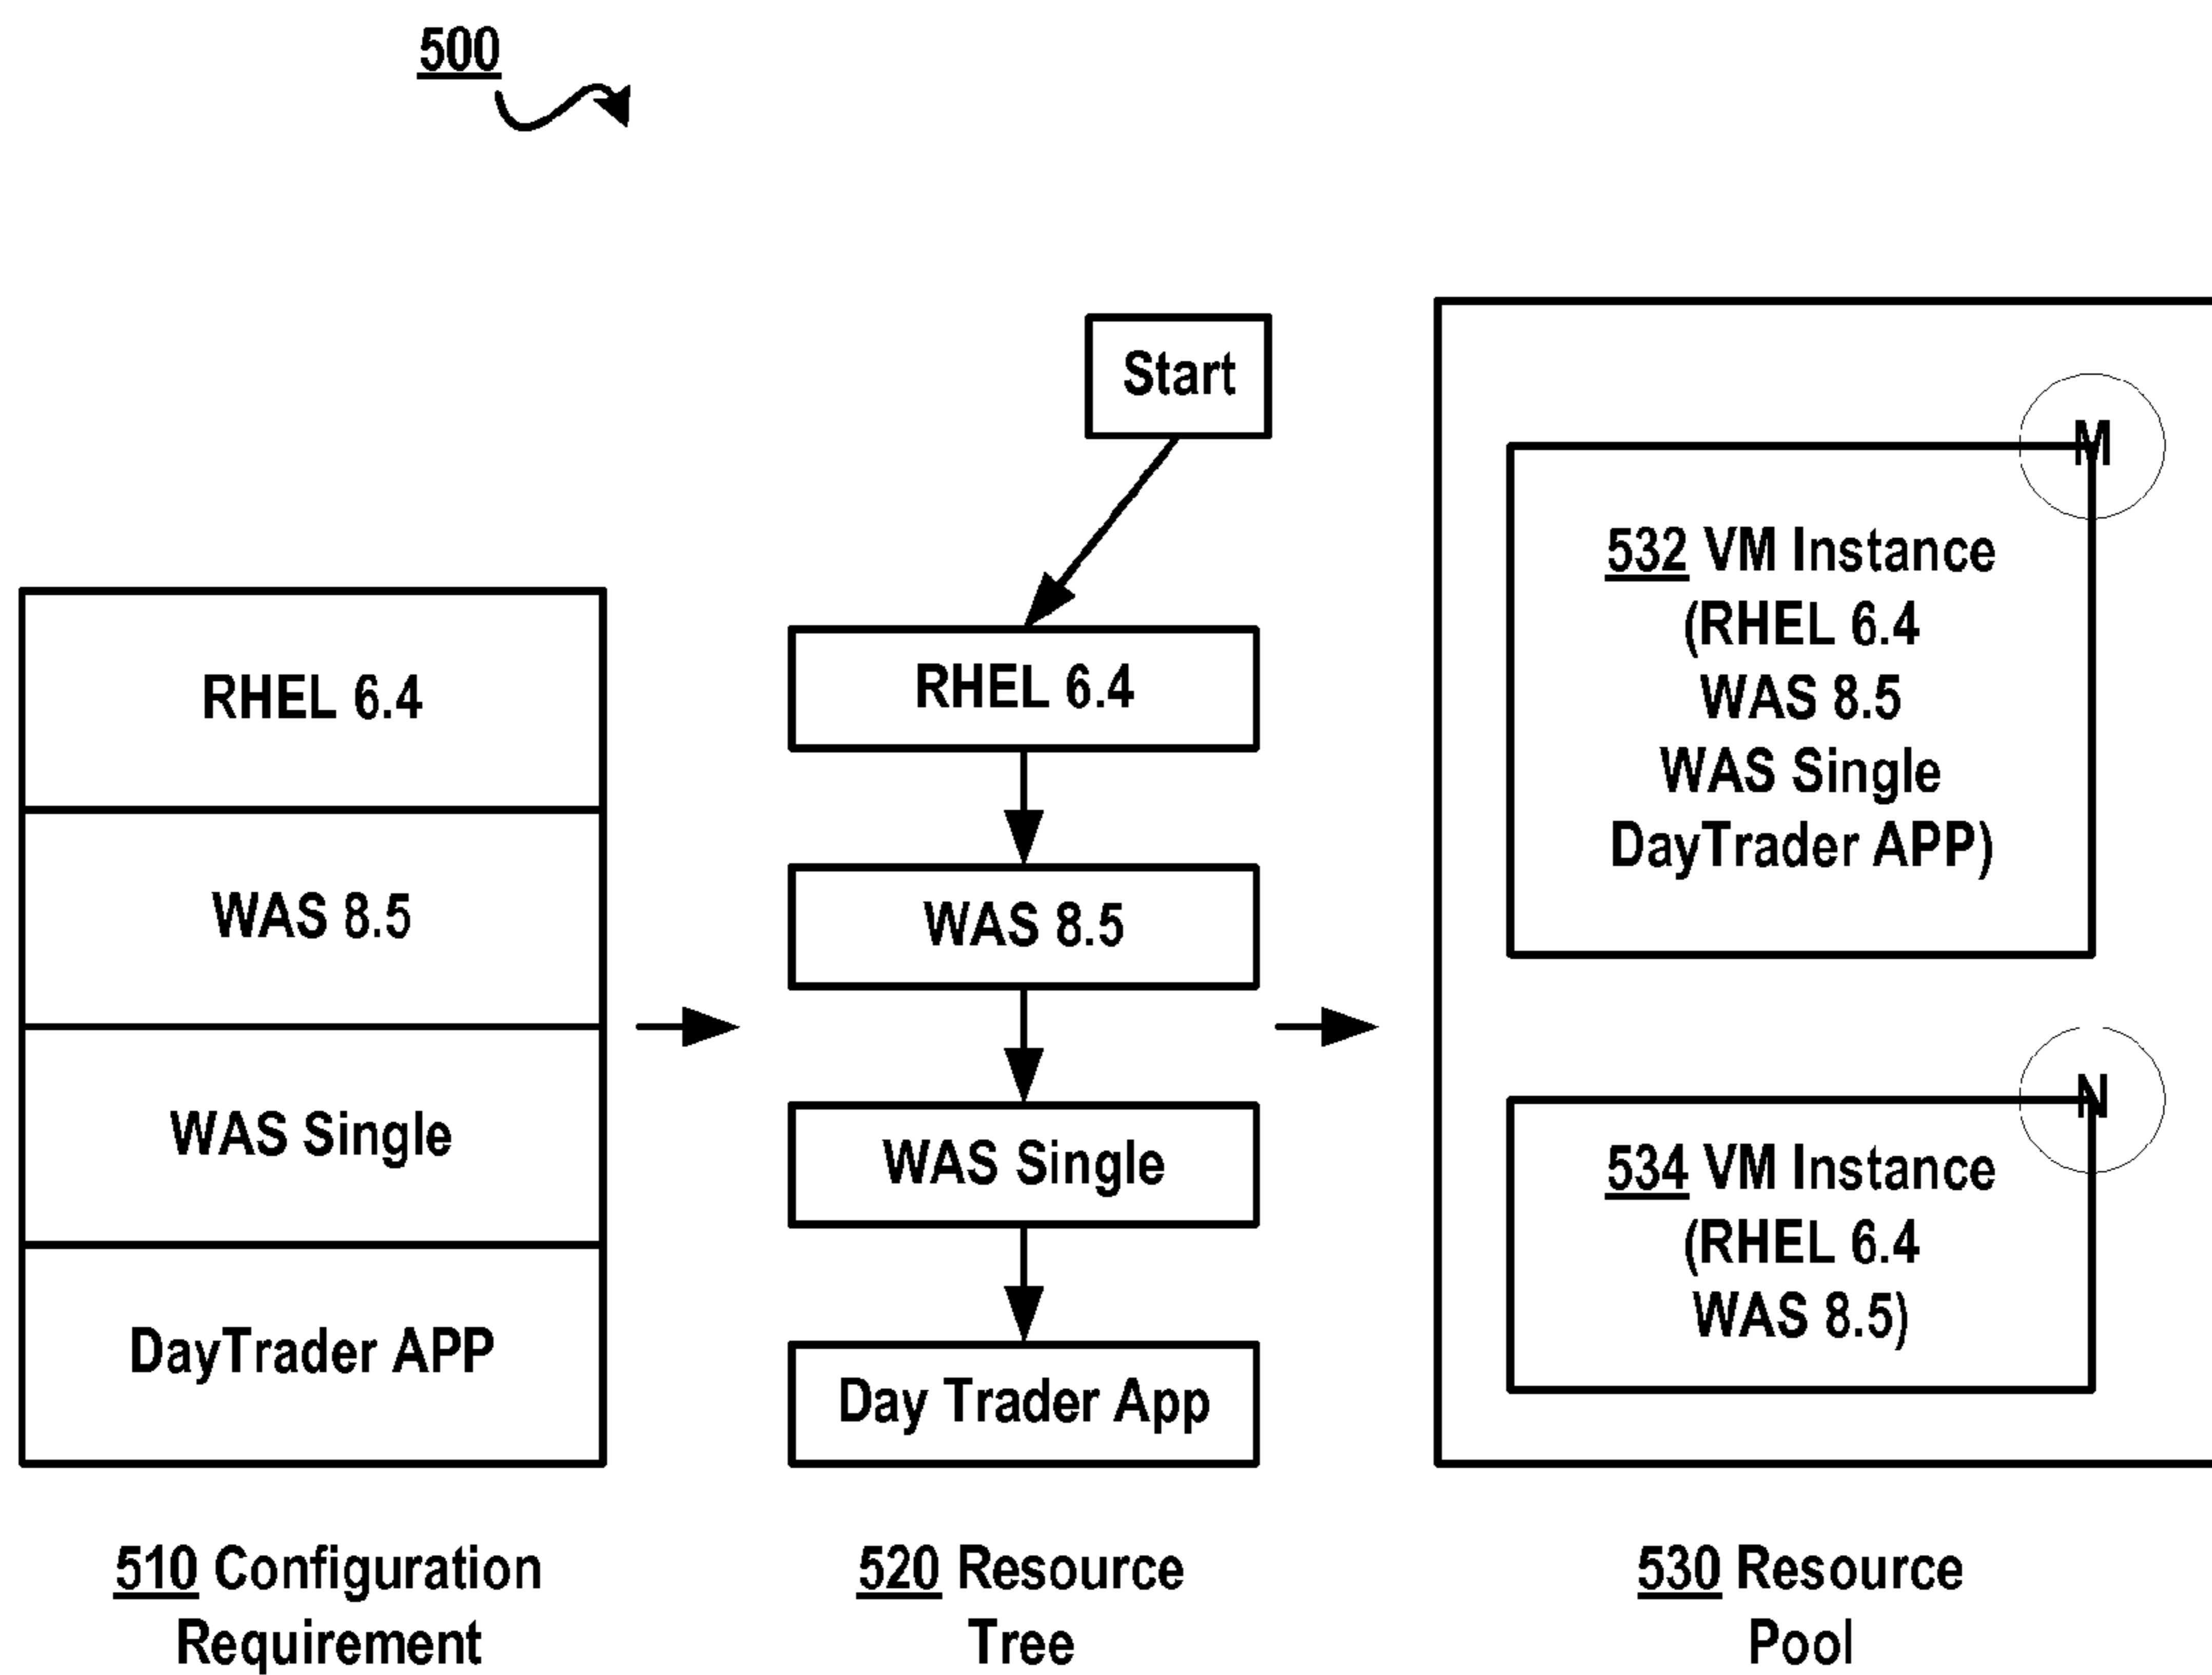 500
RHEL 6.4
WAS 8.5
WAS Single
DayTrader APP
510 Configuration
Requirement
Start
RHEL 6.4
WAS 8.5
WAS Single
Day Trader App
520 Resource
Tree
M
532 VM Instance
(RHEL 6.4
WAS 8.5
WAS Single
DayTrader APP)
N
534 VM Instance
(RHEL 6.4
WAS 8.5)
530 Resource
Pool